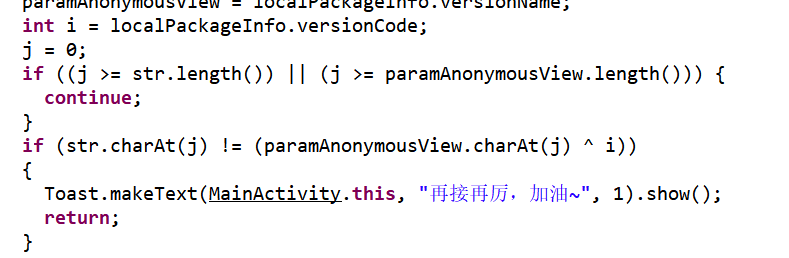 paramAnonymousView = localPackageInfo.versionName;
int i = localPackageInfo.versionCode;
j = 0;
if ((j >= str.length()) || (j >= paramAnonymousView.length())) {
continue;
}
if (str.charAt(j) != (paramAnonymousView.charAt(j) ^ i))
{
Toast.makeText(MainActivity.this, "再接再厉，加油~", 1).show();
return;
}